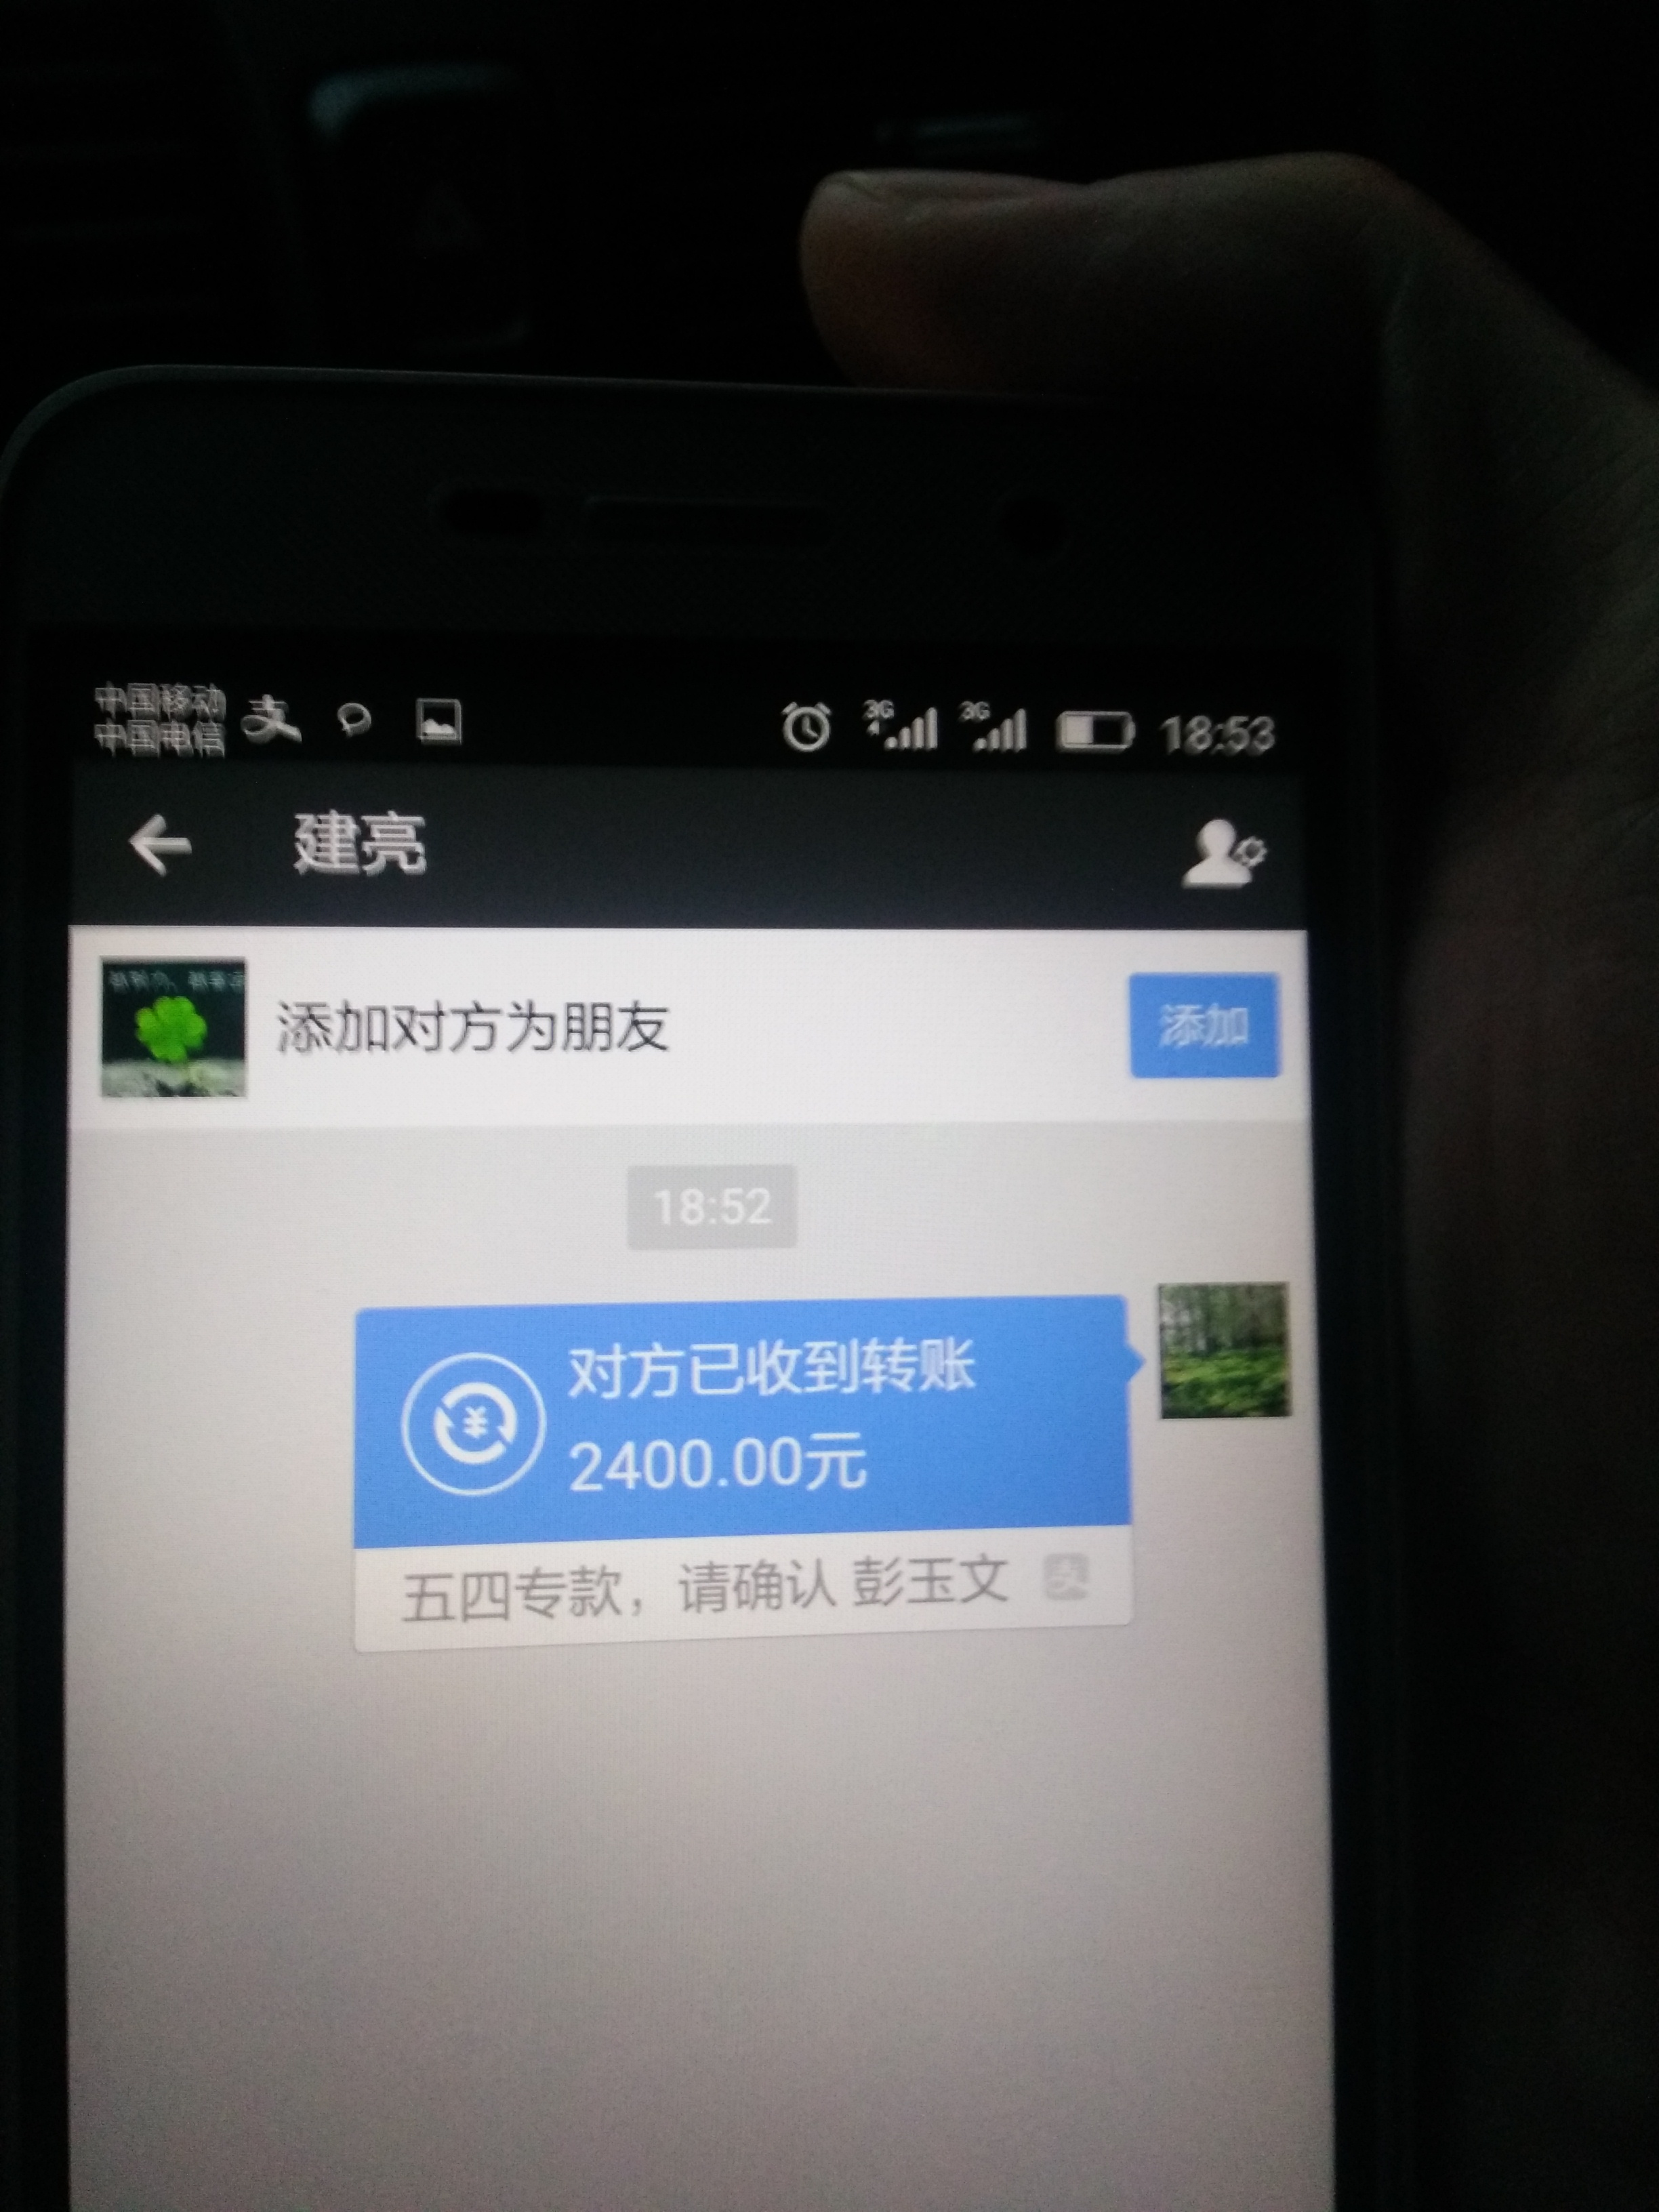 中国移动
中国电信
支
3G
3G
18:53
建亮
添加对方为朋友
添加
18:52
对方已收到转账
2400.00元
五四专款，请确认 彭玉文
支